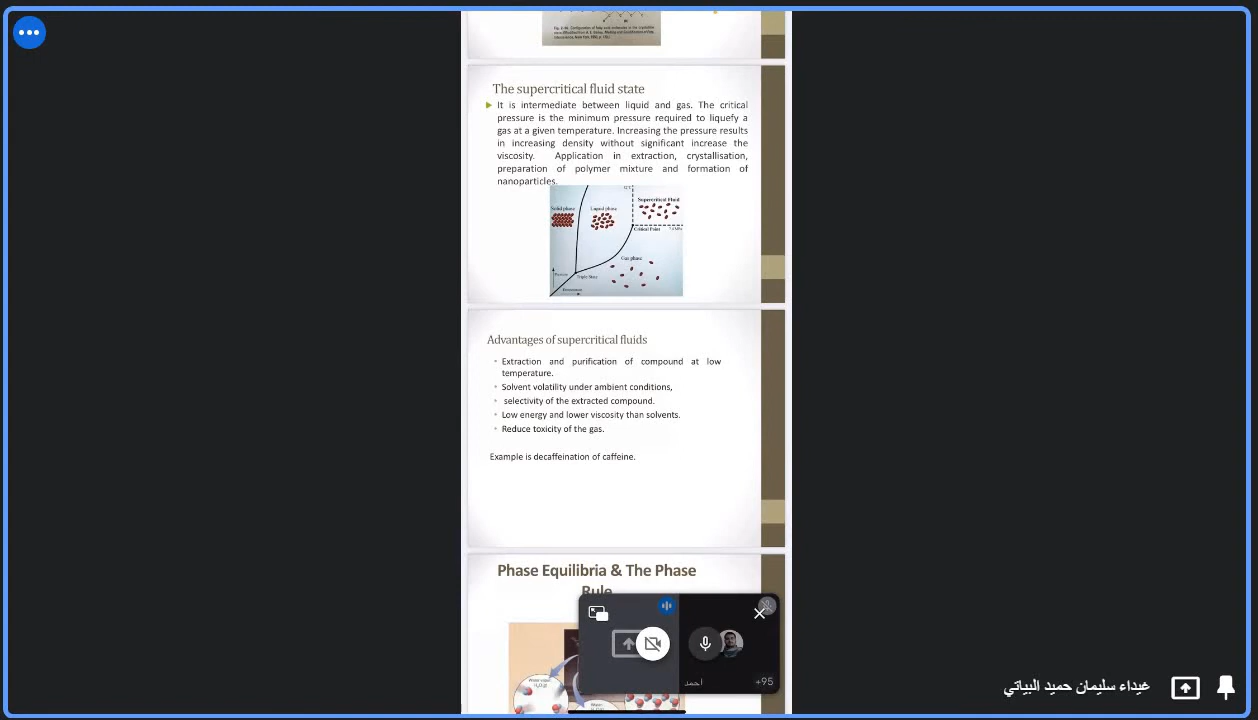 The supercritical fluid state
It is intermediate between liquid and gas. The critical
pressure is the minimum pressure required to liquefy a
gas at a given temperature. Increasing the pressure results
in increasing density without significant increase the
viscosity. Application in extraction, crystallisation,
preparation of polymer mixture and formation of
nanoparticles.
Solid phase
Liquid phase
Supercritical Fluid
Critical Point
Gas phase
Triple State
Pressure
Temperature
Advantages of supercritical fluids
Extraction and purification of compound at low
temperature.
Solvent volatility under ambient conditions,
selectivity of the extracted compound.
Low energy and lower viscosity than solvents.
Reduce toxicity of the gas.
Example is decaffeination of caffeine.
Phase Equilibria & The Phase
Rule
احمد
+95
غيداء سليمان حميد البياتي